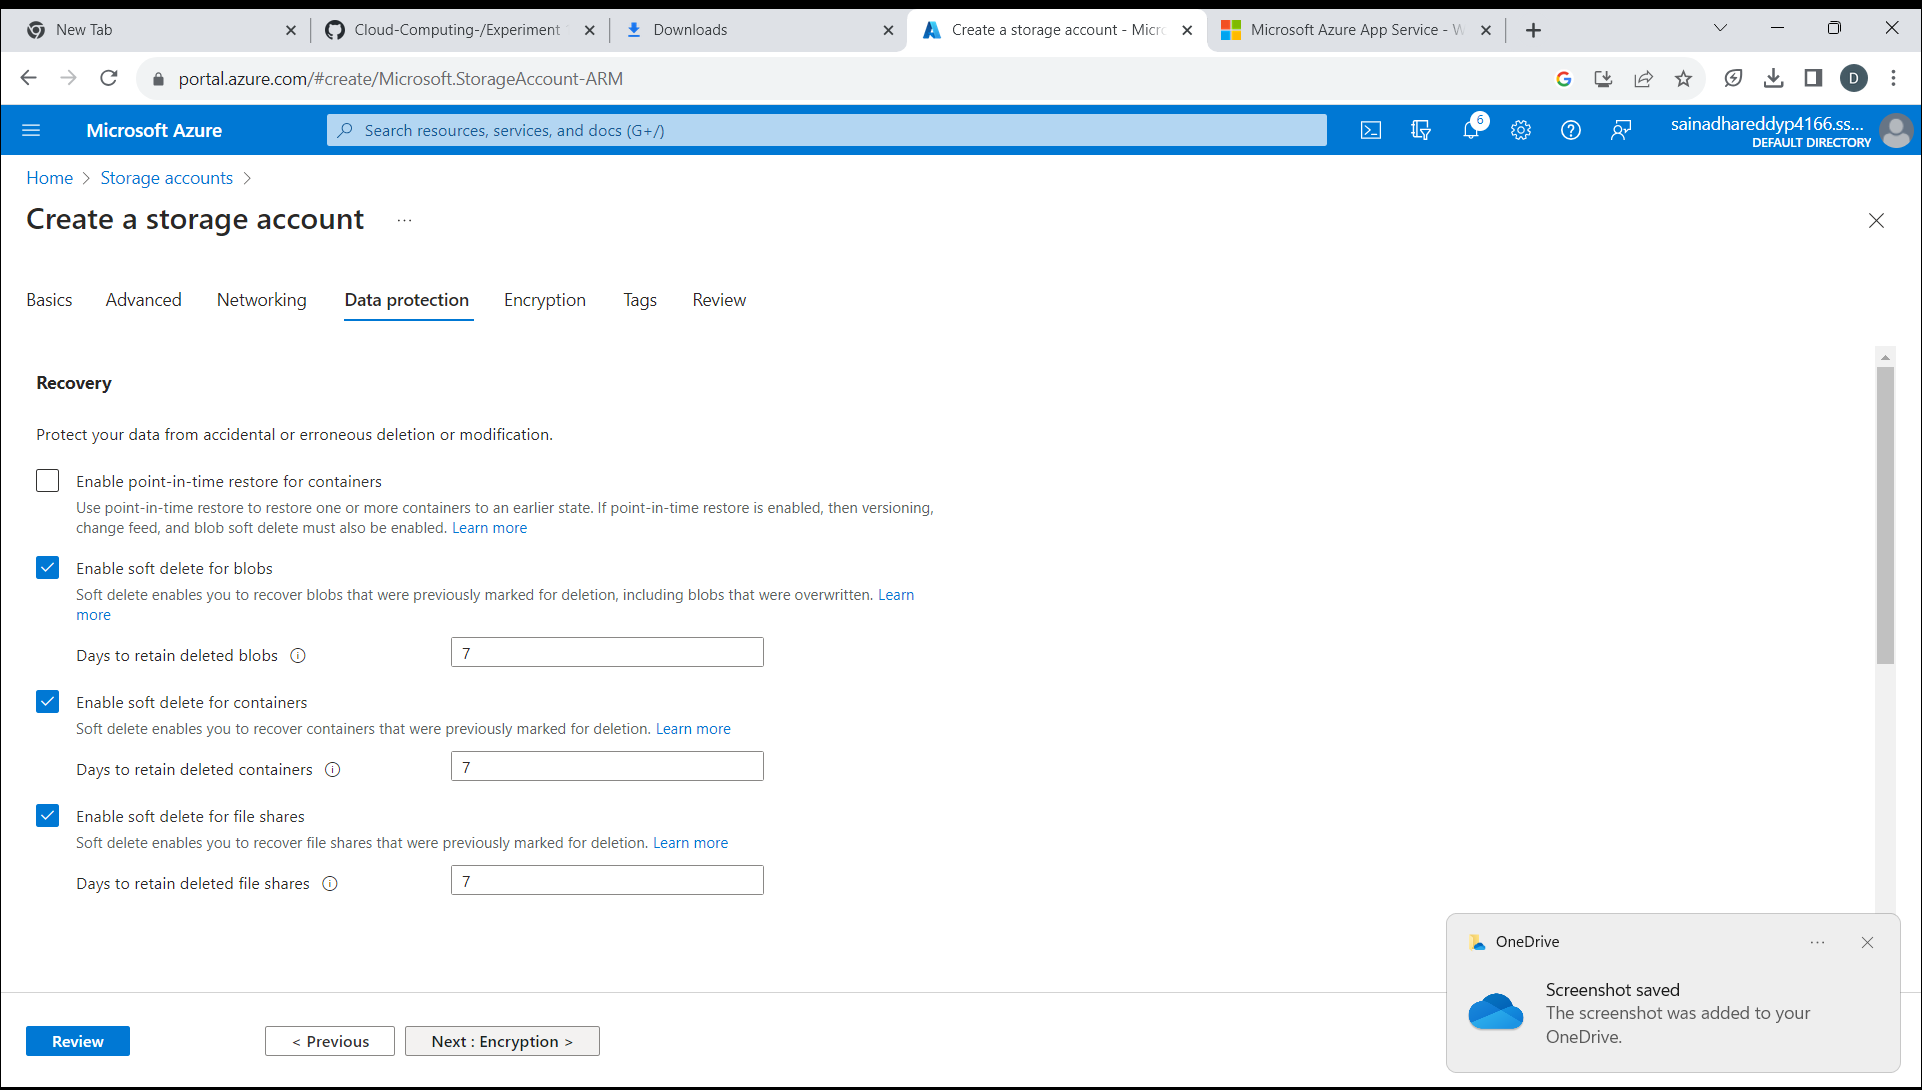 New Tab
Cloud-Computing-/Experiment
Downloads
Create a storage account - Micro
Microsoft Azure App Service - W
portal.azure.com/#create/Microsoft.StorageAccount-ARM
D
Microsoft Azure
Search resources, services, and docs (G+/)
6
sainadhareddyp4166.ss...
DEFAULT DIRECTORY
Home > Storage accounts >
Create a storage account ...
Basics Advanced Networking Data protection Encryption Tags Review
Recovery
Protect your data from accidental or erroneous deletion or modification.
Enable point-in-time restore for containers
Use point-in-time restore to restore one or more containers to an earlier state. If point-in-time restore is enabled, then versioning,
change feed, and blob soft delete must also be enabled. Learn more
Enable soft delete for blobs
Soft delete enables you to recover blobs that were previously marked for deletion, including blobs that were overwritten. Learn
more
Days to retain deleted blobs 7
Enable soft delete for containers
Soft delete enables you to recover containers that were previously marked for deletion. Learn more
Days to retain deleted containers 7
Enable soft delete for file shares
Soft delete enables you to recover file shares that were previously marked for deletion. Learn more
Days to retain deleted file shares 7
Review
< Previous
Next : Encryption >
OneDrive
Screenshot saved
The screenshot was added to your
OneDrive.